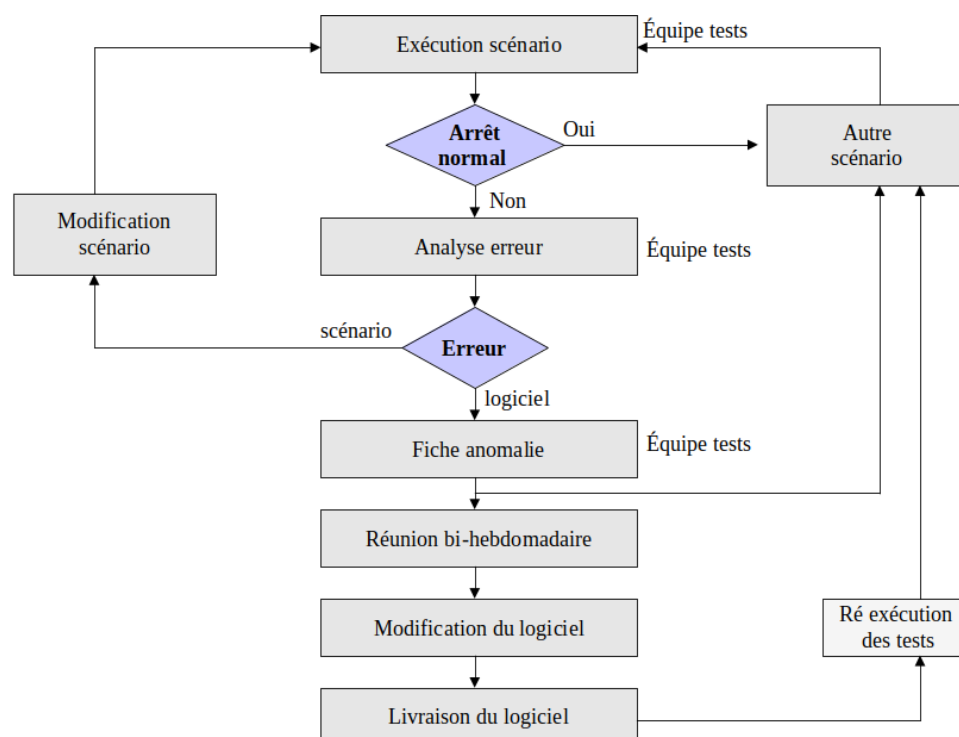 Exécution scénario
Équipe tests
Arrêt
normal
Oui
Autre
scénario
Non
Modification
scénario
Analyse erreur
Équipe tests
scénario
Erreur
logiciel
Fiche anomalie
Équipe tests
Réunion bi-hebdomadaire
Modification du logiciel
Ré exécution
des tests
Livraison du logiciel